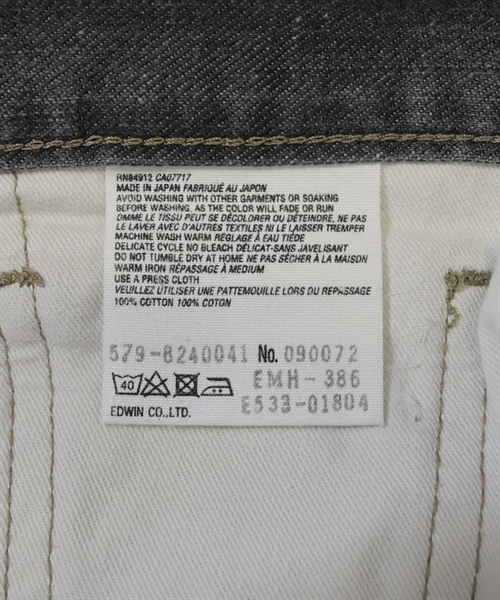 RN84912 CA07717
MADE IN JAPAN FABRIQUÉ AU JAPON
AVOID WASHING WITH OTHER GARMENTS OR SOAKING
BEFORE WASHING, AS THE COLOR WILL FADE OR RUN
OMME LE TISSU PEUT SE DÉCOLORER OU DÉTEINDRE, NE PAS
LE LAVER AVEC D'AUTRES TEXTILES NI LE LAISSER TREMPER
MACHINE WASH WARM RÉGLAGE À EAU TIÈDE
DELICATE CYCLE NO BLEACH DÉLICAT-SANS JAVELISANT
DO NOT TUMBLE DRY AT HOME NE PAS SÉCHER À LA MAISON
WARM IRON RÉPASSAGE À MEDIUM
USE A PRESS CLOTH
VEUILLEZ UTILISER UNE PATTEMOUILLE LORS DU REPASSAGE
100% COTTON 100% COTON
579-8240041 No. 090072
40 EMH-386
EDWIN CO.,LTD. E533-01804